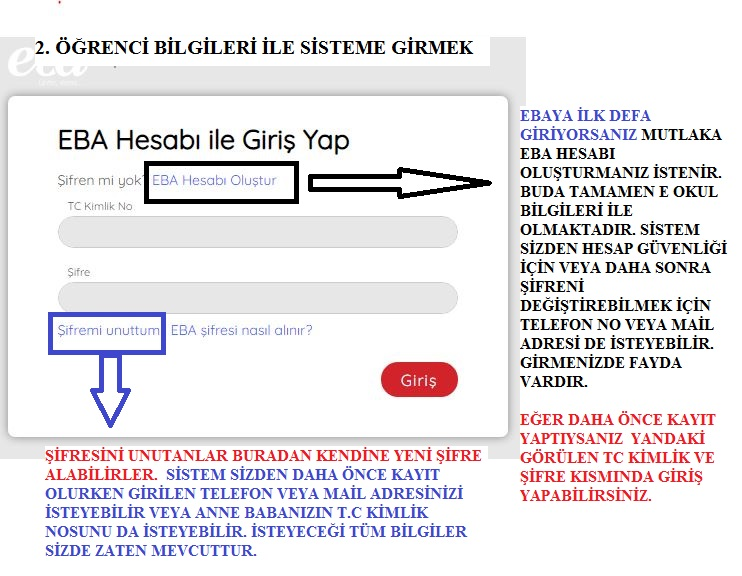 2. ÖĞRENCİ BİLGİLERİ İLE SİSTEME GİRMEK
eba
EBA Hesabı ile Giriş Yap
Şifren mi yok? EBA Hesabı Oluştur
TC Kimlik No
Şifre
Şifremi unuttum EBA şifresi nasıl alınır?
Giriş
EBAYA İLK DEFA
GİRİYORSANIZ MUTLAKA
EBA HESABI
OLUŞTURMANIZ İSTENİR.
BUDA TAMAMEN E OKUL
BİLGİLERİ İLE
OLMAKTADIR. SİSTEM
SİZDEN HESAP GÜVENLİĞİ
İÇİN VEYA DAHA SONRA
ŞİFRENİ
DEĞİŞTİREBİLMEK İÇİN
TELEFON NO VEYA MAİL
ADRESİ DE İSTEYEBİLİR.
GİRMENİZDE FAYDA
VARDIR.
EĞER DAHA ÖNCE KAYIT
YAPTIYSANIZ YANDAKİ
GÖRÜLEN TC KİMLİK VE
ŞİFRE KISMINDA GİRİŞ
YAPABİLİRSİNİZ.
ŞİFRESİNİ UNUTANLAR BURADAN KENDİNE YENİ ŞİFRE
ALABİLİRLER. SİSTEM SİZDEN DAHA ÖNCE KAYIT
OLURKEN GİRİLEN TELEFON VEYA MAİL ADRESİNİZİ
İSTEYEBİLİR VEYA ANNE BABANIZIN T.C KİMLİK
NOSUNU DA İSTEYEBİLİR. İSTEYECEĞİ TÜM BİLGİLER
SİZDE ZATEN MEVCUTTUR.